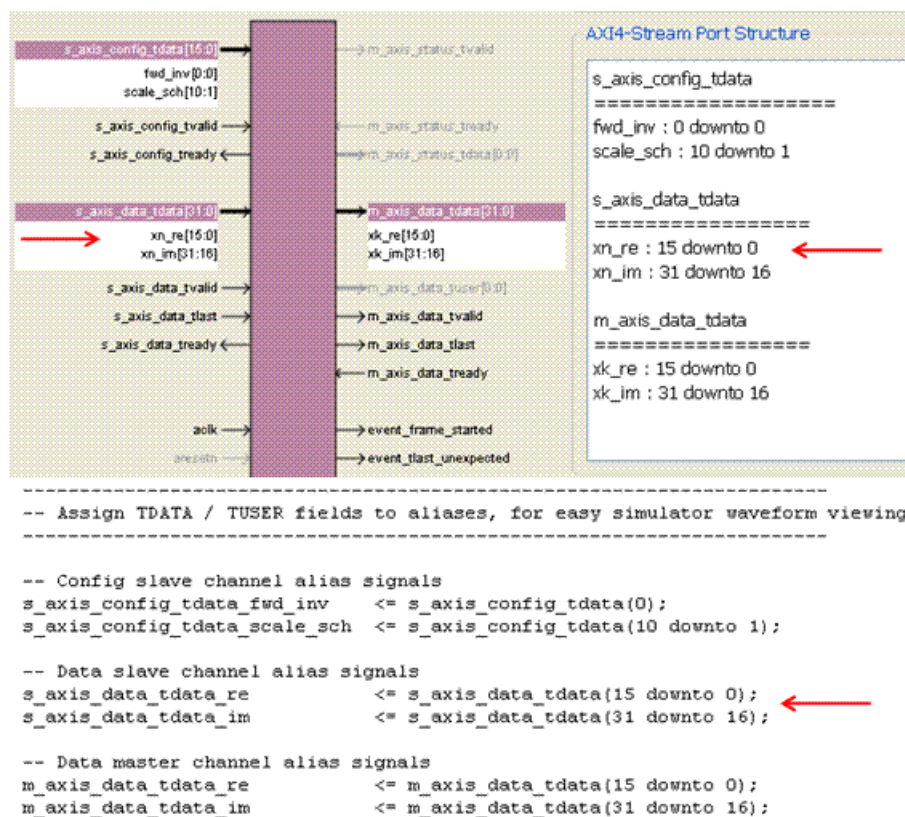 s_axis_config_tdata[15:0]
fwd_inv[0:0]
scale_sch[10:1]
s_axis_config_tvalid
s_axis_config_tready
s_axis_data_tdata[31:0]
xn_re[15:0]
xn_im[31:16]
s_axis_data_tvalid
s_axis_data_tlast
s_axis_data_tready
aclk
aresetn
m_axis_status_tvalid
m_axis_status_tready
m_axis_status_tdata[0:0]
m_axis_data_tdata[31:0]
xk_re[15:0]
xk_im[31:16]
m_axis_data_tuser[0:0]
m_axis_data_tvalid
m_axis_data_tlast
m_axis_data_tready
event_frame_started
event_tlast_unexpected
AXI4-Stream Port Structure
s_axis_config_tdata
===================
fwd_inv : 0 downto 0
scale_sch : 10 downto 1
s_axis_data_tdata
=================
xn_re : 15 downto 0
xn_im : 31 downto 16
m_axis_data_tdata
=================
xk_re : 15 downto 0
xk_im : 31 downto 16
-----------------------------------------------------------------------
-- Assign TDATA / TUSER fields to aliases, for easy simulator waveform viewing
-----------------------------------------------------------------------
-- Config slave channel alias signals
s_axis_config_tdata_fwd_inv <= s_axis_config_tdata(0);
s_axis_config_tdata_scale_sch <= s_axis_config_tdata(10 downto 1);
-- Data slave channel alias signals
s_axis_data_tdata_re <= s_axis_data_tdata(15 downto 0);
s_axis_data_tdata_im <= s_axis_data_tdata(31 downto 16);
-- Data master channel alias signals
m_axis_data_tdata_re <= m_axis_data_tdata(15 downto 0);
m_axis_data_tdata_im <= m_axis_data_tdata(31 downto 16);